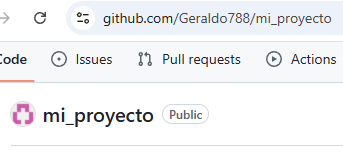 github.com/Geraldo788/mi_proyecto
Code Issues Pull requests Actions
mi_proyecto Public